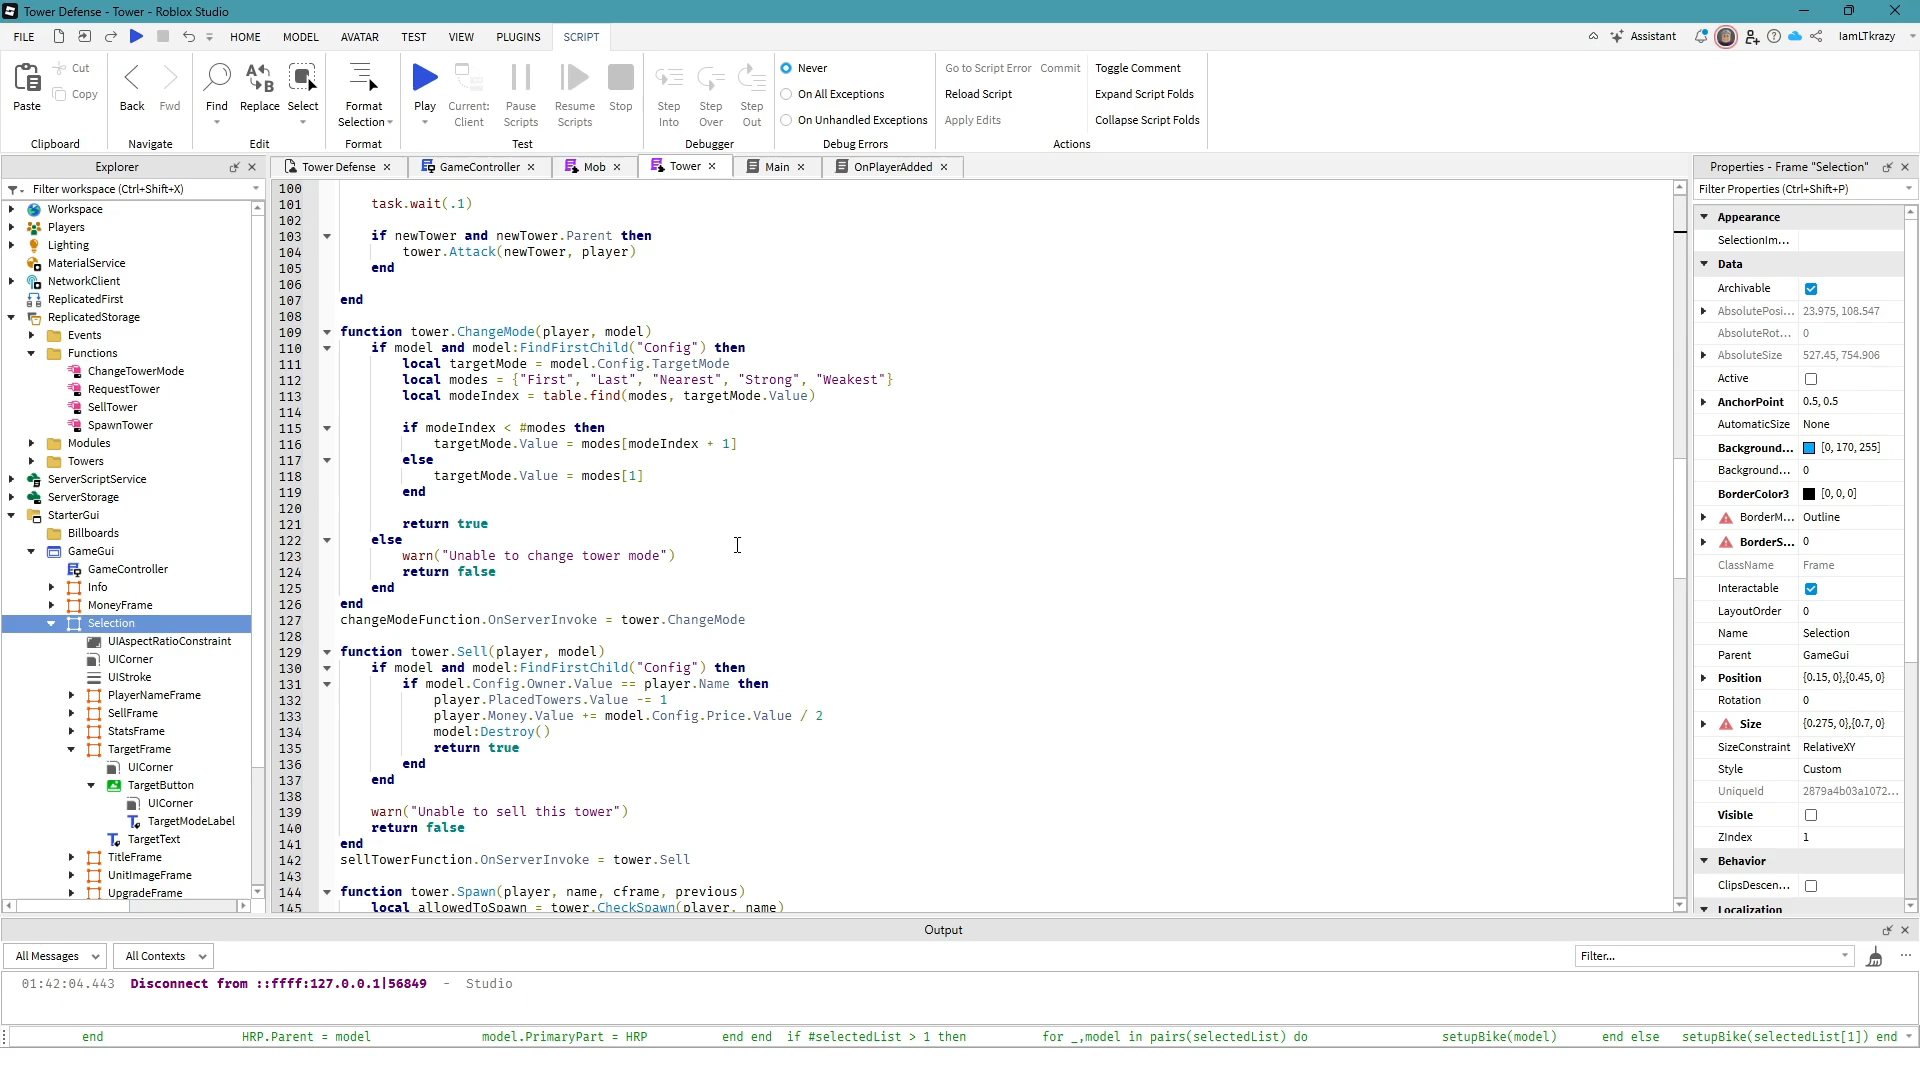 Tower Defense - Tower - Roblox Studio
FILE HOME MODEL AVATAR TEST VIEW PLUGINS SCRIPT Assistant IamLTkrazy
Paste Cut Copy Back Fwd Find Replace Select Format Selection Play Current: Client Pause Scripts Resume Scripts Stop Step Into Step Over Step Out
Never
On All Exceptions
On Unhandled Exceptions
Go to Script Error Commit Toggle Comment
Reload Script Expand Script Folds
Apply Edits Collapse Script Folds
Clipboard Navigate Edit Format Test Debugger Debug Errors Actions
Explorer
Filter workspace (Ctrl+Shift+X)
Workspace
Players
Lighting
MaterialService
NetworkClient
ReplicatedFirst
ReplicatedStorage
Events
Functions
ChangeTowerMode
RequestTower
SellTower
SpawnTower
Modules
Towers
ServerScriptService
ServerStorage
StarterGui
Billboards
GameGui
GameController
Info
MoneyFrame
Selection
UIAspectRatioConstraint
UICorner
UIStroke
PlayerNameFrame
SellFrame
StatsFrame
TargetFrame
UICorner
TargetButton
UICorner
TargetModeLabel
TargetText
TitleFrame
UnitImageFrame
UpgradeFrame
Tower Defense GameController Mob Tower Main OnPlayerAdded
100
101 task.wait(.1)
102
103 if newTower and newTower.Parent then
104 tower.Attack(newTower, player)
105 end
106
107 end
108
109 function tower.ChangeMode(player, model)
110 if model and model:FindFirstChild("Config") then
111 local targetMode = model.Config.TargetMode
112 local modes = {"First", "Last", "Nearest", "Strong", "Weakest"}
113 local modeIndex = table.find(modes, targetMode.Value)
114
115 if modeIndex < #modes then
116 targetMode.Value = modes[modeIndex + 1]
117 else
118 targetMode.Value = modes[1]
119 end
120
121 return true
122 else
123 warn("Unable to change tower mode")
124 return false
125 end
126 end
127 changeModeFunction.OnServerInvoke = tower.ChangeMode
128
129 function tower.Sell(player, model)
130 if model and model:FindFirstChild("Config") then
131 if model.Config.Owner.Value == player.Name then
132 player.PlacedTowers.Value -= 1
133 player.Money.Value += model.Config.Price.Value / 2
134 model:Destroy()
135 return true
136 end
137 end
138
139 warn("Unable to sell this tower")
140 return false
141 end
142 sellTowerFunction.OnServerInvoke = tower.Sell
143
144 function tower.Spawn(player, name, cframe, previous)
145 local allowedToSpawn = tower.CheckSpawn(player, name)
Properties - Frame "Selection"
Filter Properties (Ctrl+Shift+P)
Appearance
SelectionIm...
Data
Archivable
AbsolutePosi... 23.975, 108.547
AbsoluteRot... 0
AbsoluteSize 527.45, 754.906
Active
AnchorPoint 0.5, 0.5
AutomaticSize None
Background... [0, 170, 255]
Background... 0
BorderColor3 [0, 0, 0]
BorderM... Outline
BorderS... 0
ClassName Frame
Interactable
LayoutOrder 0
Name Selection
Parent GameGui
Position {0.15, 0},{0.45, 0}
Rotation 0
Size {0.275, 0},{0.7, 0}
SizeConstraint RelativeXY
Style Custom
UniqueId 2879a4b03a1072...
Visible
ZIndex 1
Behavior
ClipsDescen...
Localization
Output
All Messages All Contexts Filter...
01:42:04.443 Disconnect from ::ffff:127.0.0.1|56849 - Studio
end HRP.Parent = model model.PrimaryPart = HRP end end if #selectedList > 1 then for _,model in pairs(selectedList) do setupBike(model) end else setupBike(selectedList[1]) end